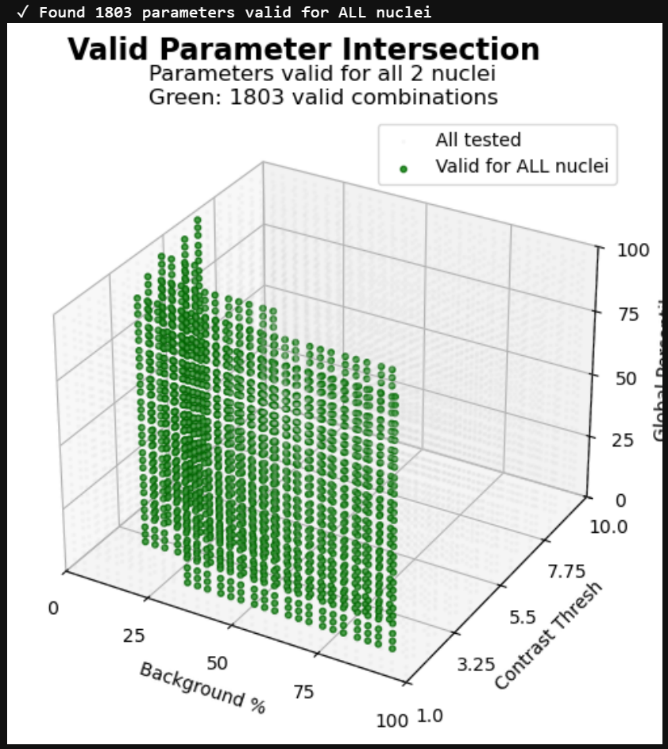 ✓ Found 1803 parameters valid for ALL nuclei
Valid Parameter Intersection
Parameters valid for all 2 nuclei
Green: 1803 valid combinations
All tested
Valid for ALL nuclei
100
75
50
25
0
Global
10.0
7.75
5.5
3.25
1.0
Contrast Thresh
0
25
50
75
100
Background %